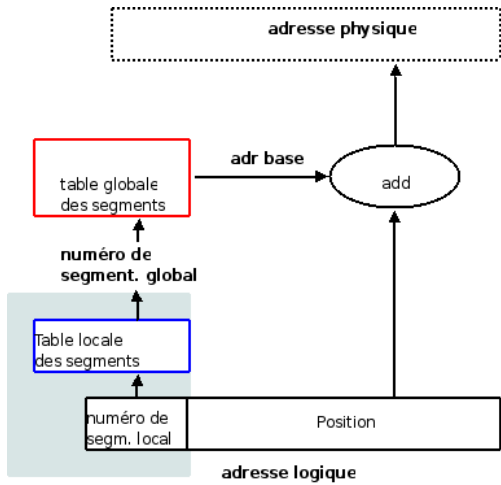 adresse physique
adr base
add
table globale
des segments
numéro de
segment. global
Table locale
des segments
numéro de
segm. local
Position
adresse logique